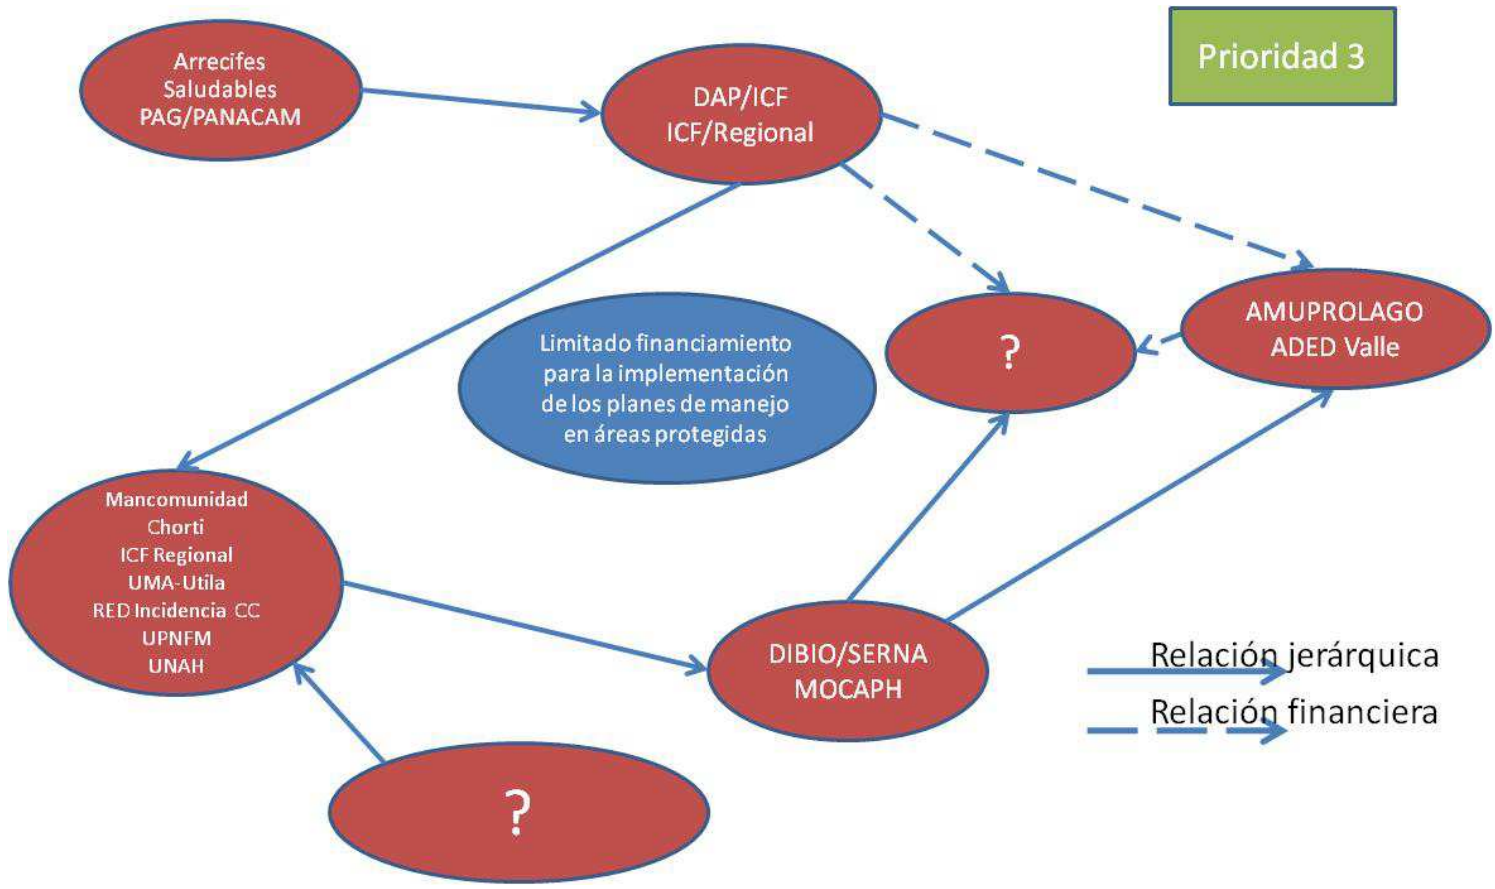 Prioridad 3
Arrecifes
Saludables
PAG/PANACAM
DAP/ICF
ICF/Regional
AMUPROLAGO
ADED Valle
?
Limitado financiamiento
para la implementación
de los planes de manejo
en áreas protegidas
Mancomunidad
Chorti
ICF Regional
UMA-Utila
RED Incidencia CC
UPNFM
UNAH
DIBIO/SERNA
MOCAPH
?
Relación jerárquica
Relación financiera